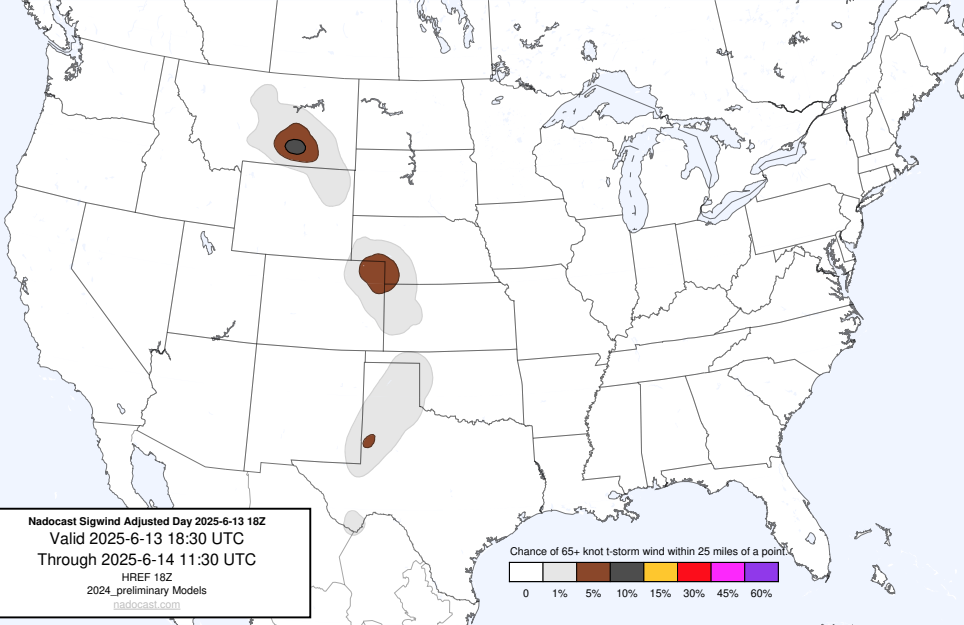 Nadocast Sigwind Adjusted Day 2025-6-13 18Z
Valid 2025-6-13 18:30 UTC
Through 2025-6-14 11:30 UTC
HREF 18Z
2024_preliminary Models
nadocast.com
Chance of 65+ knot t-storm wind within 25 miles of a point.
0 1% 5% 10% 15% 30% 45% 60%